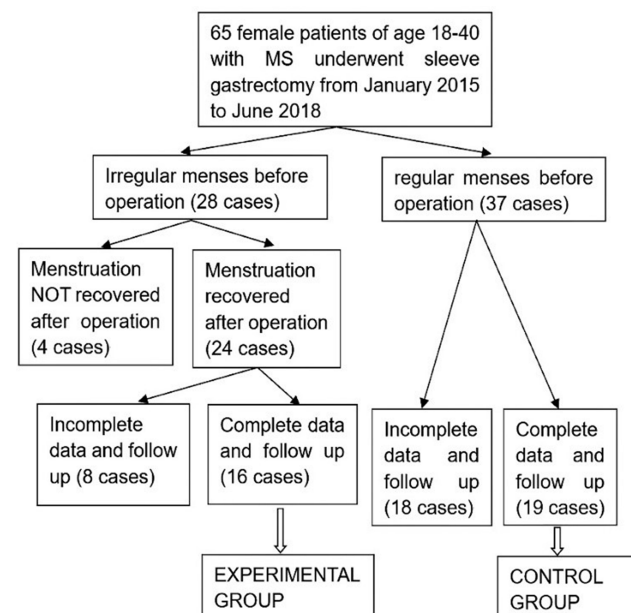 65 female patients of age 18-40
with MS underwent sleeve
gastrectomy from January 2015
to June 2018
Irregular menses before
operation (28 cases)
regular menses before
operation (37 cases)
Menstruation
NOT recovered
after operation
(4 cases)
Menstruation
recovered
after operation
(24 cases)
Incomplete
data and follow
up (8 cases)
Complete data
and follow up
(16 cases)
Incomplete
data and
follow up
(18 cases)
Complete
data and
follow up
(19 cases)
EXPERIMENTAL
GROUP
CONTROL
GROUP